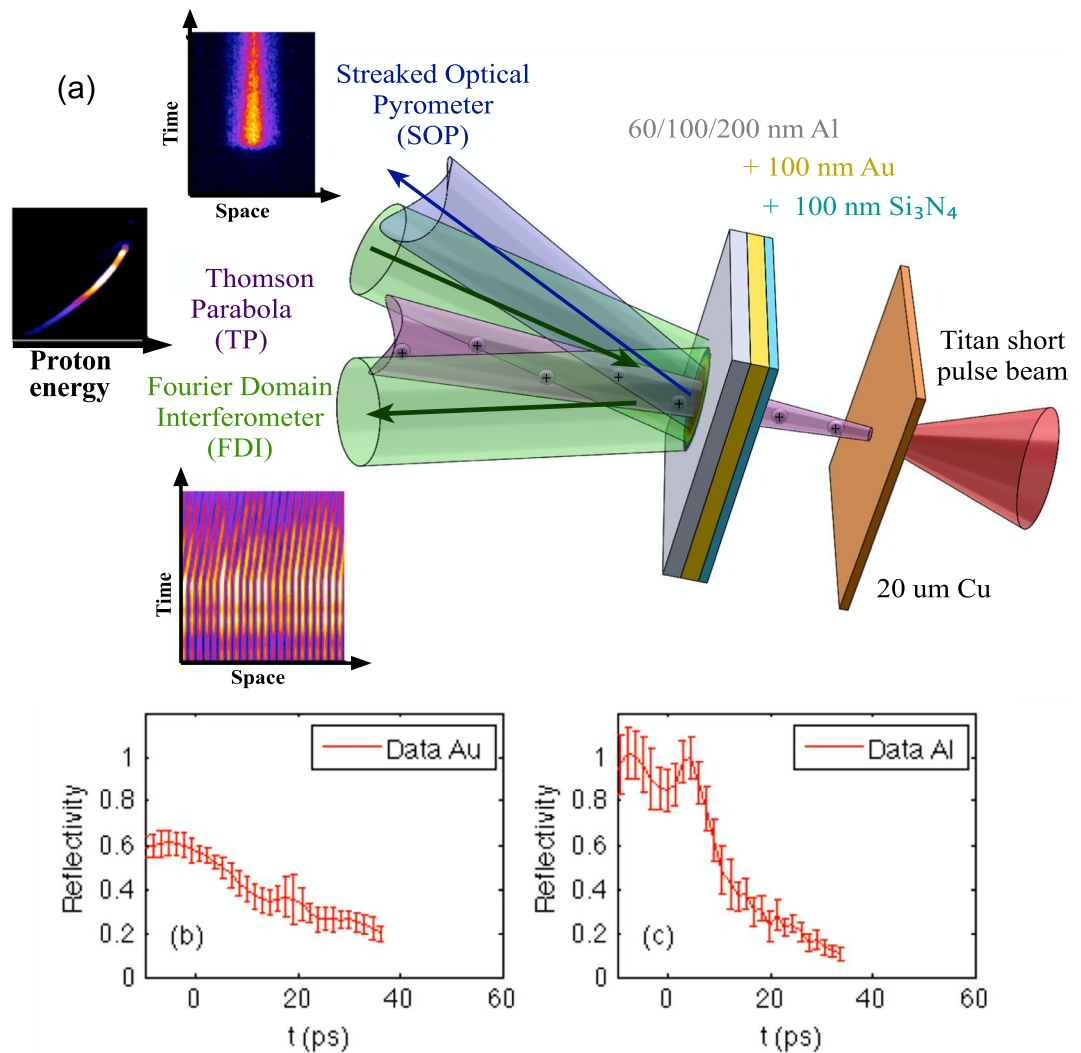 (a)
Time
Space
Streaked Optical
Pyrometer
(SOP)
60/100/200 nm Al
+ 100 nm Au
+ 100 nm Si₃N₄
Proton
energy
Thomson
Parabola
(TP)
Fourier Domain
Interferometer
(FDI)
Titan short
pulse beam
20 um Cu
+
+
+
+
+
+
+
Time
Space
Data Au
Reflectivity
1
0.8
0.6
0.4
0.2
0
(b)
0
20
40
60
t (ps)
Data Al
Reflectivity
1
0.8
0.6
0.4
0.2
0
(c)
0
20
40
60
t (ps)